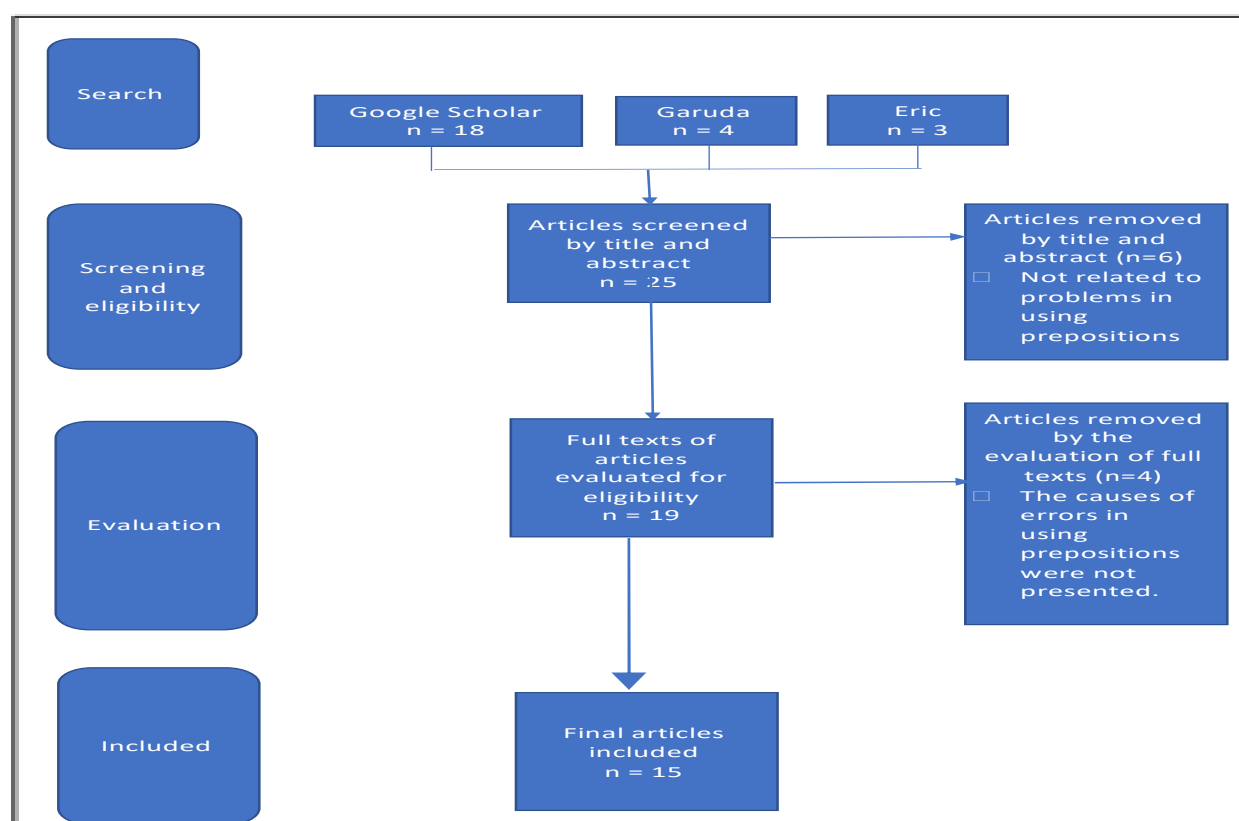 Search
Google Scholar
n = 18
Garuda
n = 4
Eric
n = 3
Screening
and
eligibility
Articles screened
by title and
abstract
n = 25
Articles removed
by title and
abstract (n=6)
□ Not related to
problems in
using
prepositions
Evaluation
Full texts of
articles
evaluated for
eligibility
n = 19
Articles removed
by the
evaluation of full
texts (n=4)
□ The causes of
errors in
using
prepositions
were not
presented.
Included
Final articles
included
n = 15